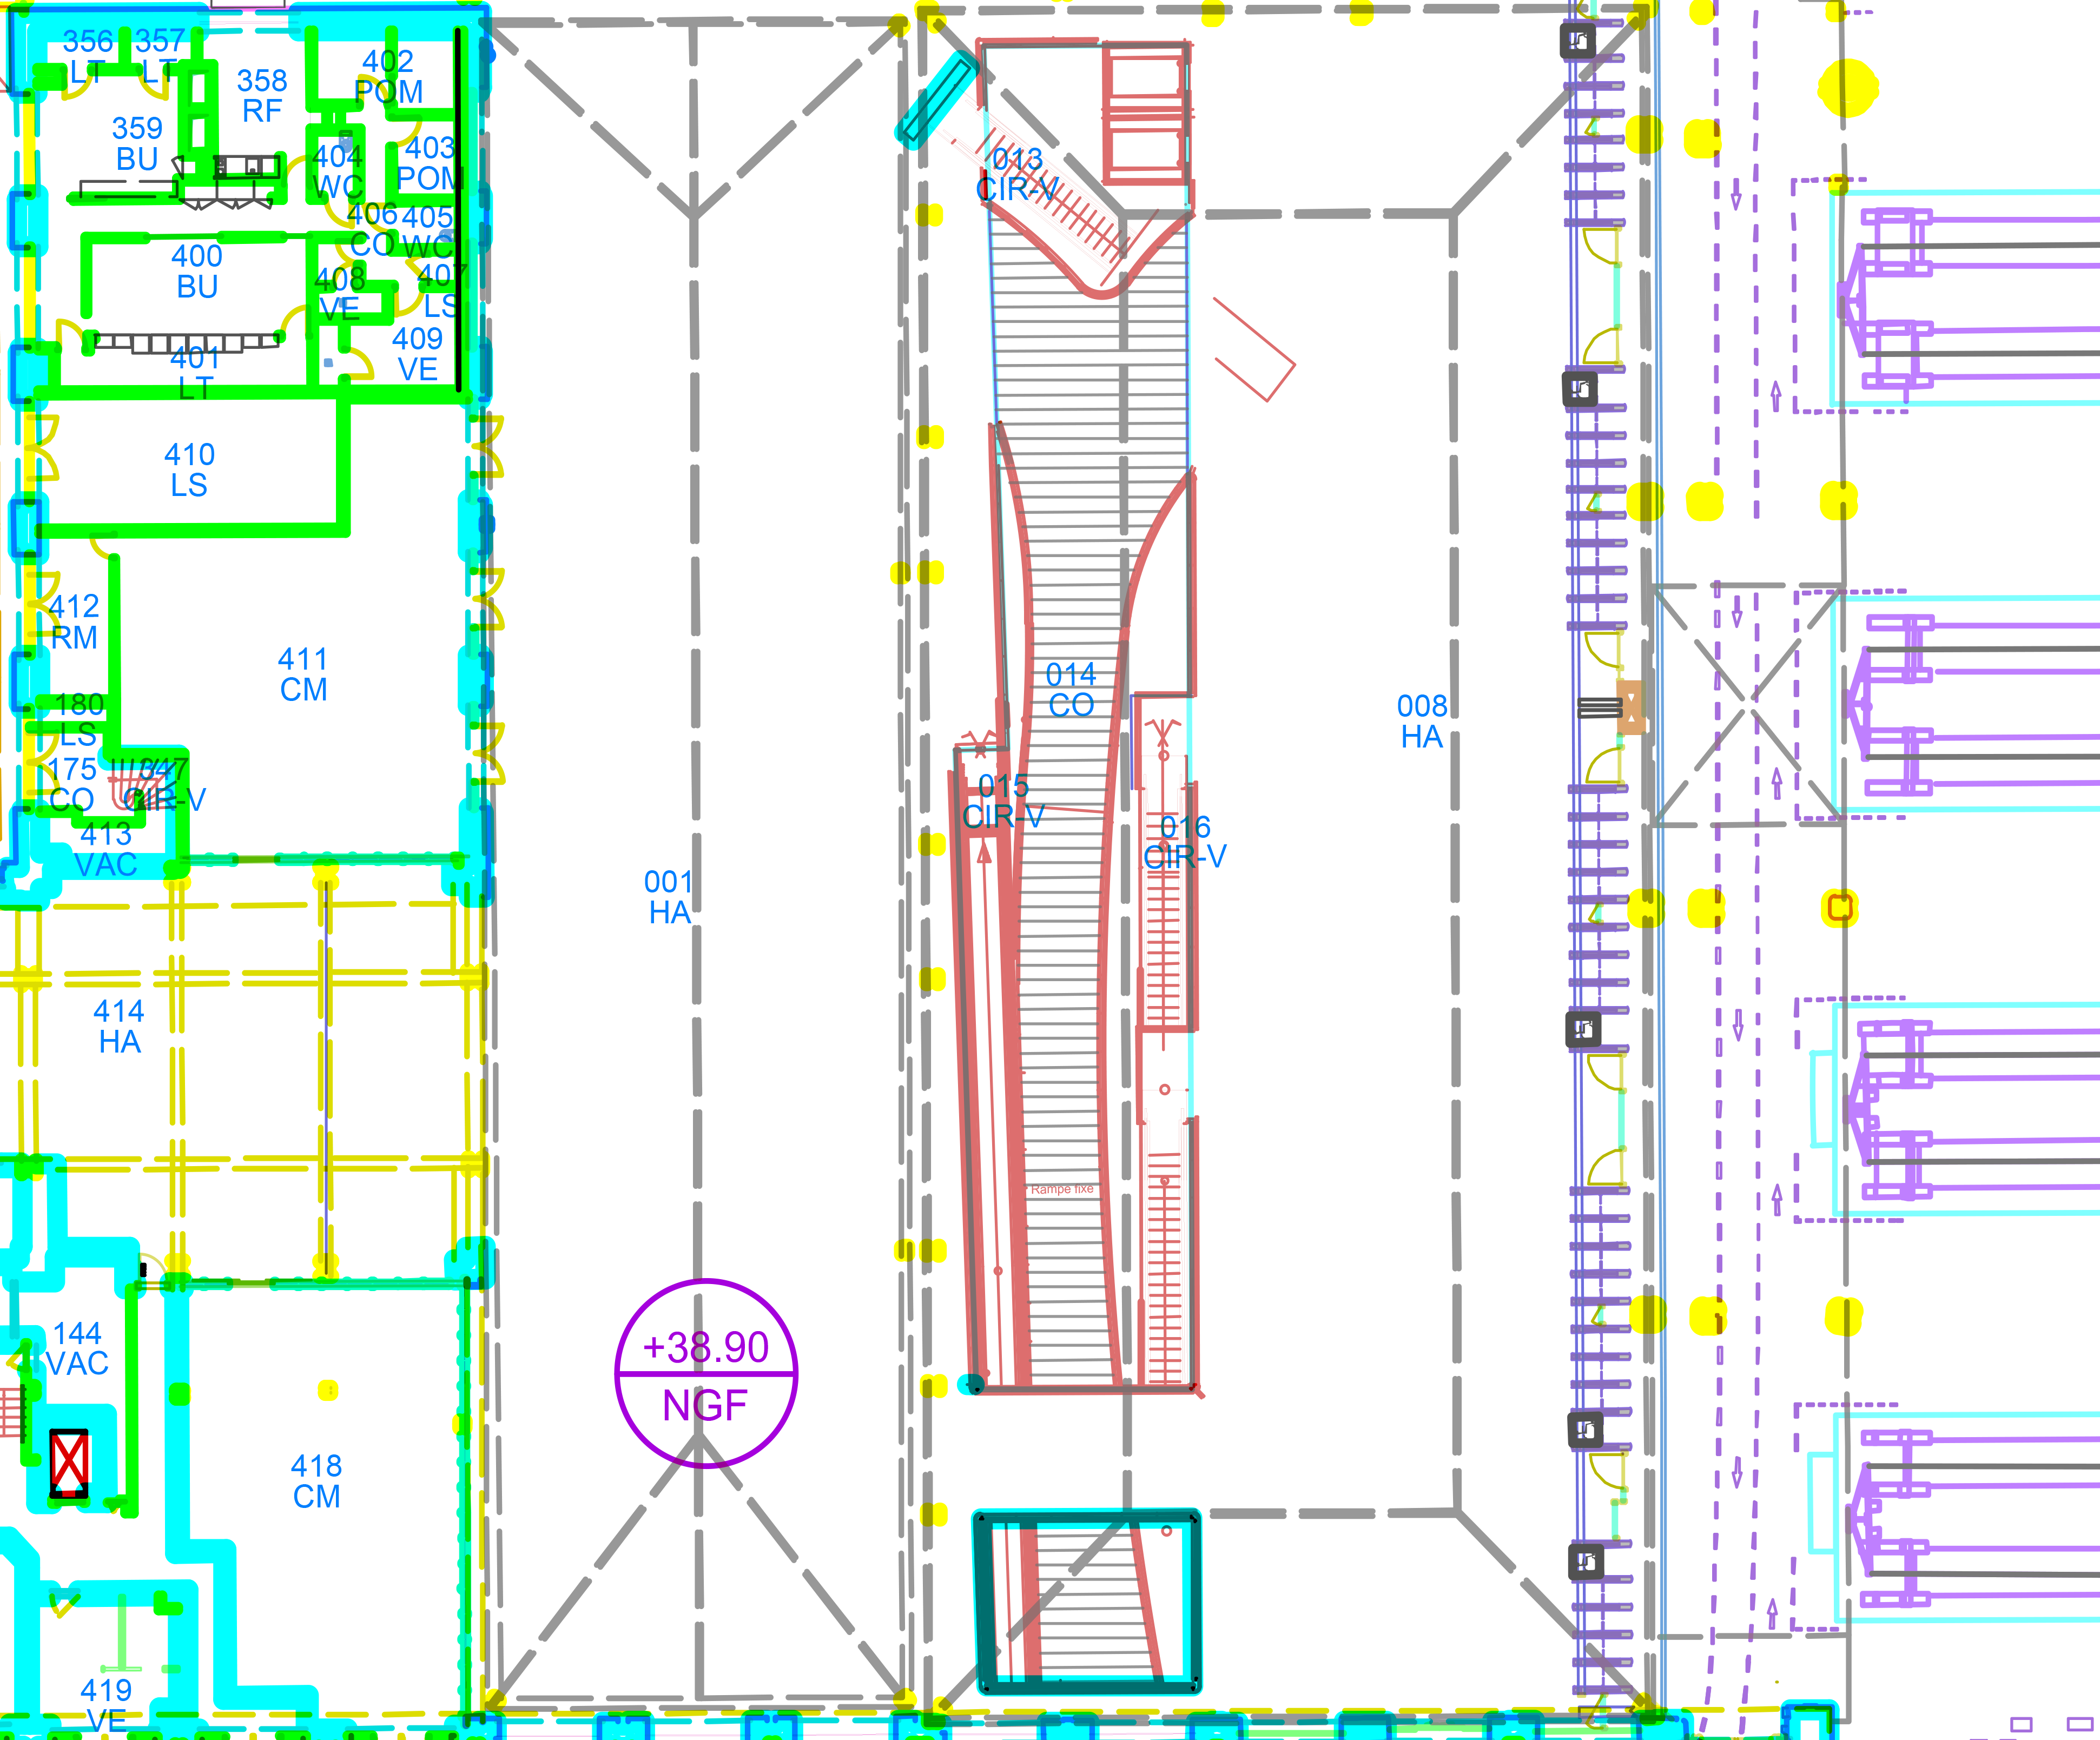 356
LT
357
LT
358
RF
402
POM
359
BU
404
WC
403
POM
013
CIR-V
406
CO
405
WC
400
BU
408
VE
407
LS
409
VE
401
LT
410
LS
412
RM
411
CM
180
LS
175
CO
347
CIR-V
413
VAC
014
CO
008
HA
015
CIR-V
016
CIR-V
001
HA
414
HA
Rampe fixe
144
VAC
+38.90
NGF
418
CM
419
VE